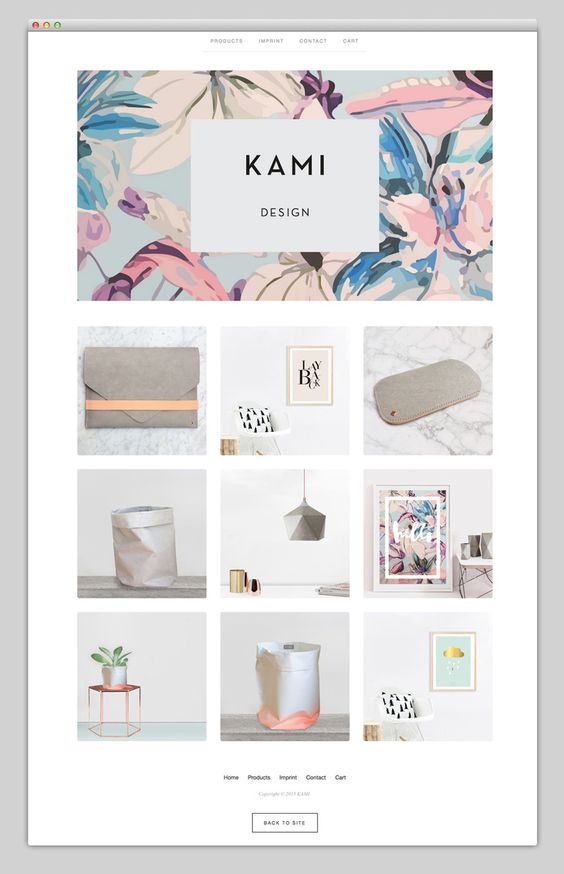 PRODUCTS IMPRINT CONTACT CART
KAMI
DESIGN
LAY
BACK
hello
Home Products Imprint Contact Cart
Copyright © 2015 KAMI
BACK TO SITE